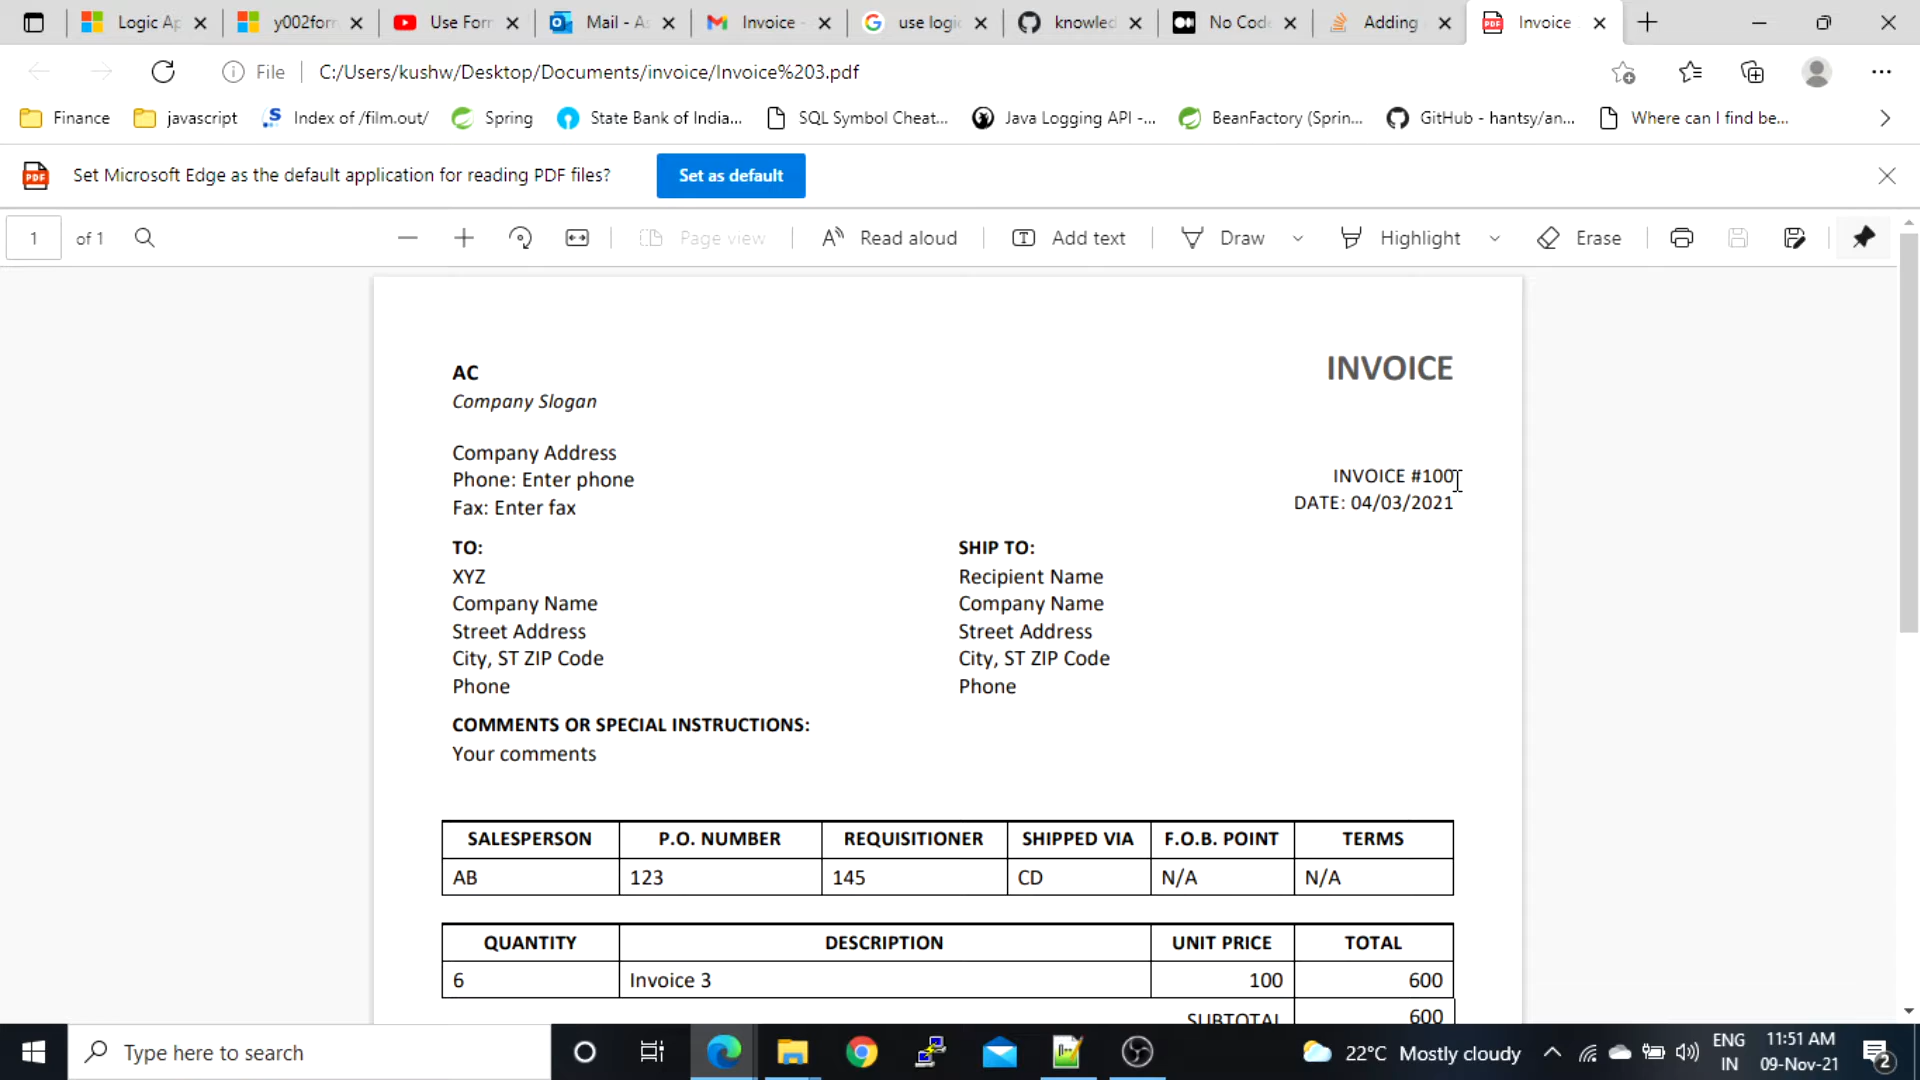 Logic Ap
y002forn
Use Forn
Mail - A
Invoice -
use logi
knowled
No Cod
Adding
Invoice
File
C:/Users/kushw/Desktop/Documents/invoice/Invoice%203.pdf
Finance
javascript
Index of /film.out/
Spring
State Bank of India...
SQL Symbol Cheat...
Java Logging API -...
BeanFactory (Sprin...
GitHub - hantsy/an...
Where can I find be...
PDF
Set Microsoft Edge as the default application for reading PDF files?
Set as default
1 of 1
Page view
Read aloud
Add text
Draw
Highlight
Erase
AC
INVOICE
Company Slogan
Company Address
Phone: Enter phone
Fax: Enter fax
INVOICE #100
DATE: 04/03/2021
TO:
XYZ
Company Name
Street Address
City, ST ZIP Code
Phone
SHIP TO:
Recipient Name
Company Name
Street Address
City, ST ZIP Code
Phone
COMMENTS OR SPECIAL INSTRUCTIONS:
Your comments
SALESPERSON P.O. NUMBER REQUISITIONER SHIPPED VIA F.O.B. POINT TERMS
AB 123 145 CD N/A N/A
QUANTITY DESCRIPTION UNIT PRICE TOTAL
6 Invoice 3 100 600
SUBTOTAL 600
Type here to search
22°C Mostly cloudy
ENG
IN
11:51 AM
09-Nov-21
2